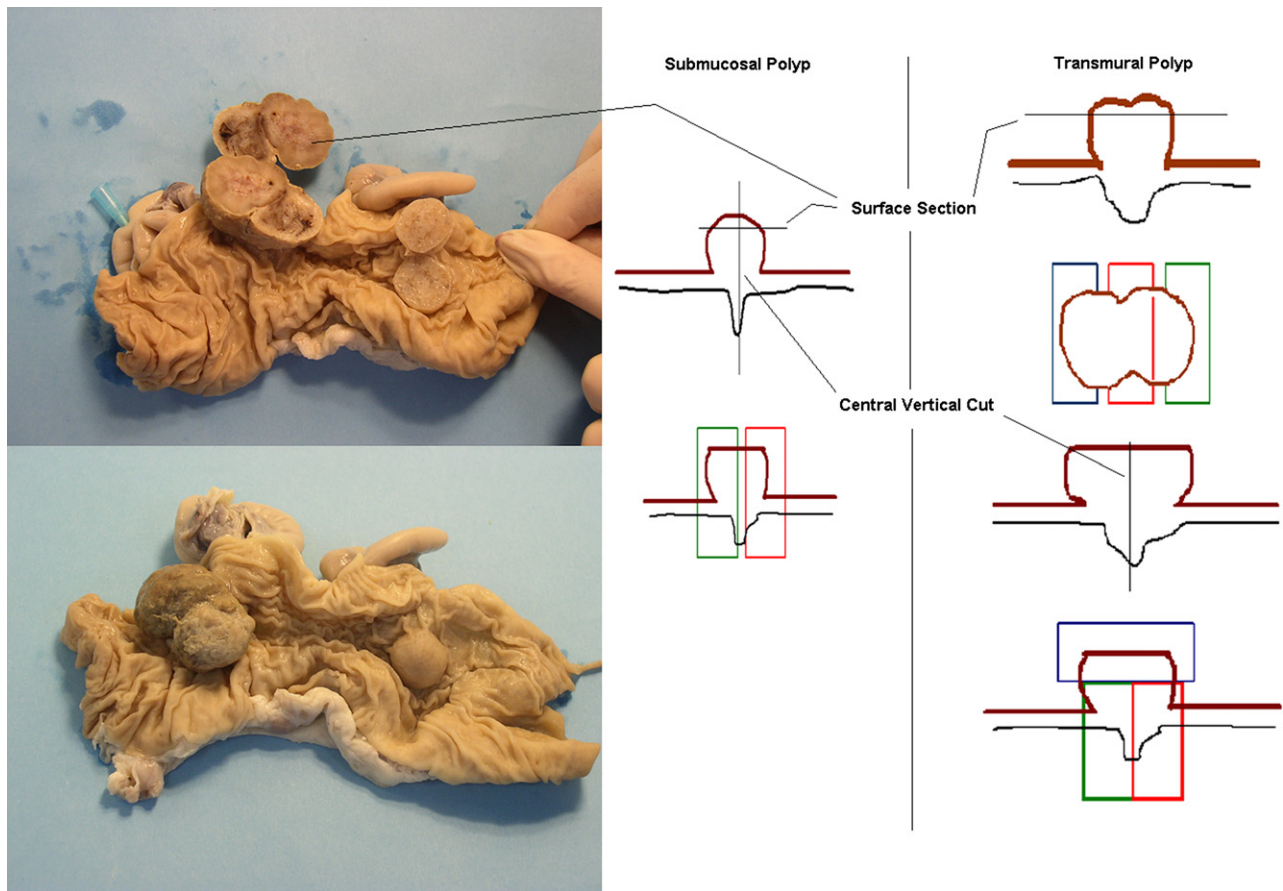 Submucosal Polyp
Transmural Polyp
Surface Section
Central Vertical Cut